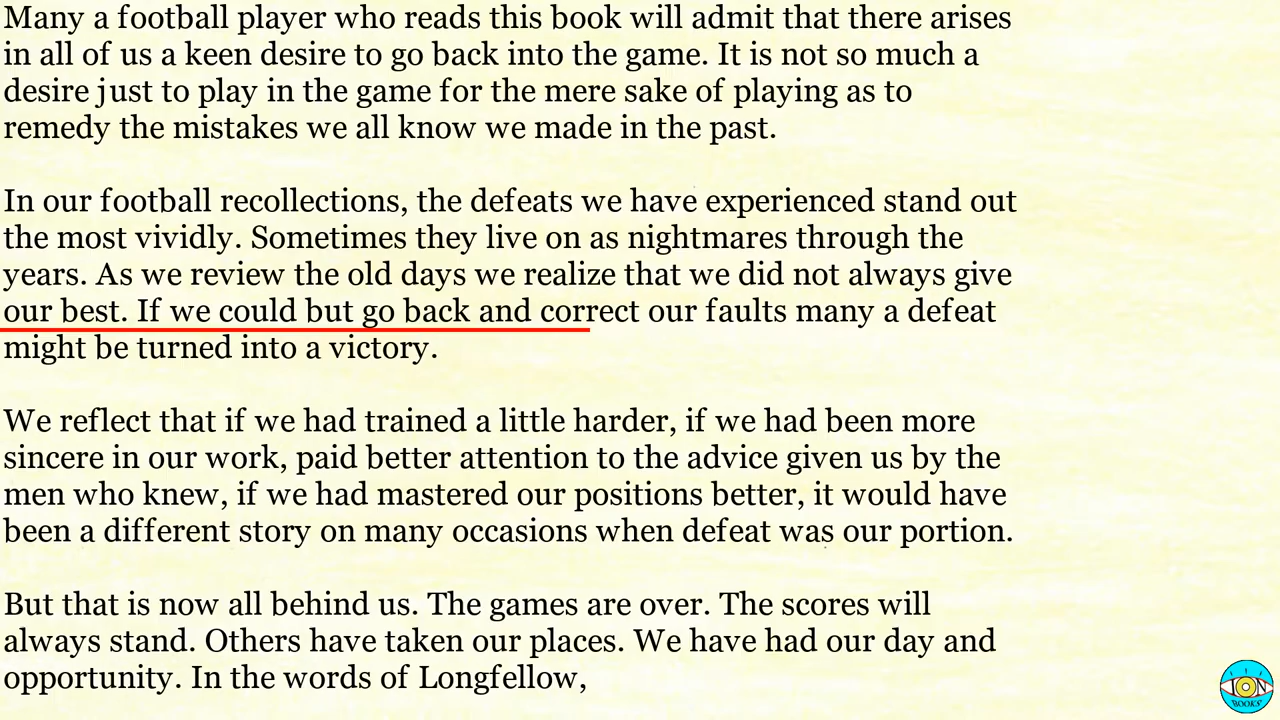 Many a football player who reads this book will admit that there arises
in all of us a keen desire to go back into the game. It is not so much a
desire just to play in the game for the mere sake of playing as to
remedy the mistakes we all know we made in the past.
In our football recollections, the defeats we have experienced stand out
the most vividly. Sometimes they live on as nightmares through the
years. As we review the old days we realize that we did not always give
our best. If we could but go back and correct our faults many a defeat
might be turned into a victory.
We reflect that if we had trained a little harder, if we had been more
sincere in our work, paid better attention to the advice given us by the
men who knew, if we had mastered our positions better, it would have
been a different story on many occasions when defeat was our portion.
But that is now all behind us. The games are over. The scores will
always stand. Others have taken our places. We have had our day and
opportunity. In the words of Longfellow,
ION
BOOKS